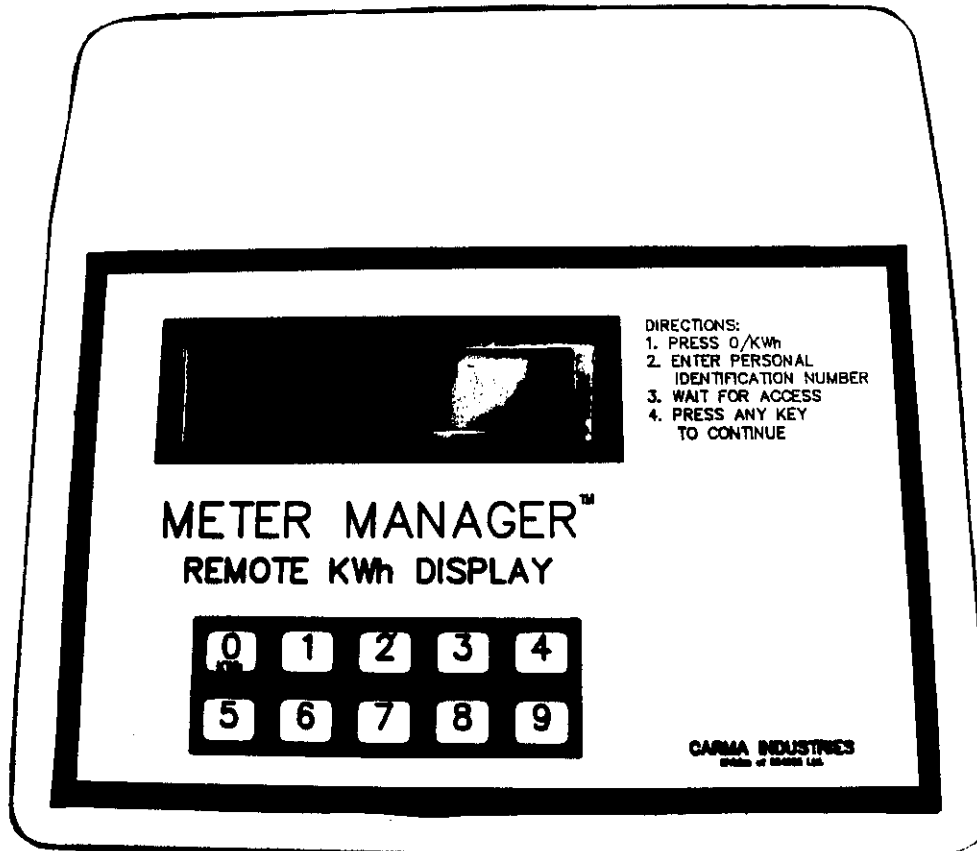 DIRECTIONS:
1. PRESS 0/KWh
2. ENTER PERSONAL
IDENTIFICATION NUMBER
3. WAIT FOR ACCESS
4. PRESS ANY KEY
TO CONTINUE
METER MANAGER™
REMOTE KWh DISPLAY
0 1 2 3 4
KWh
5 6 7 8 9
CARMA INDUSTRIES